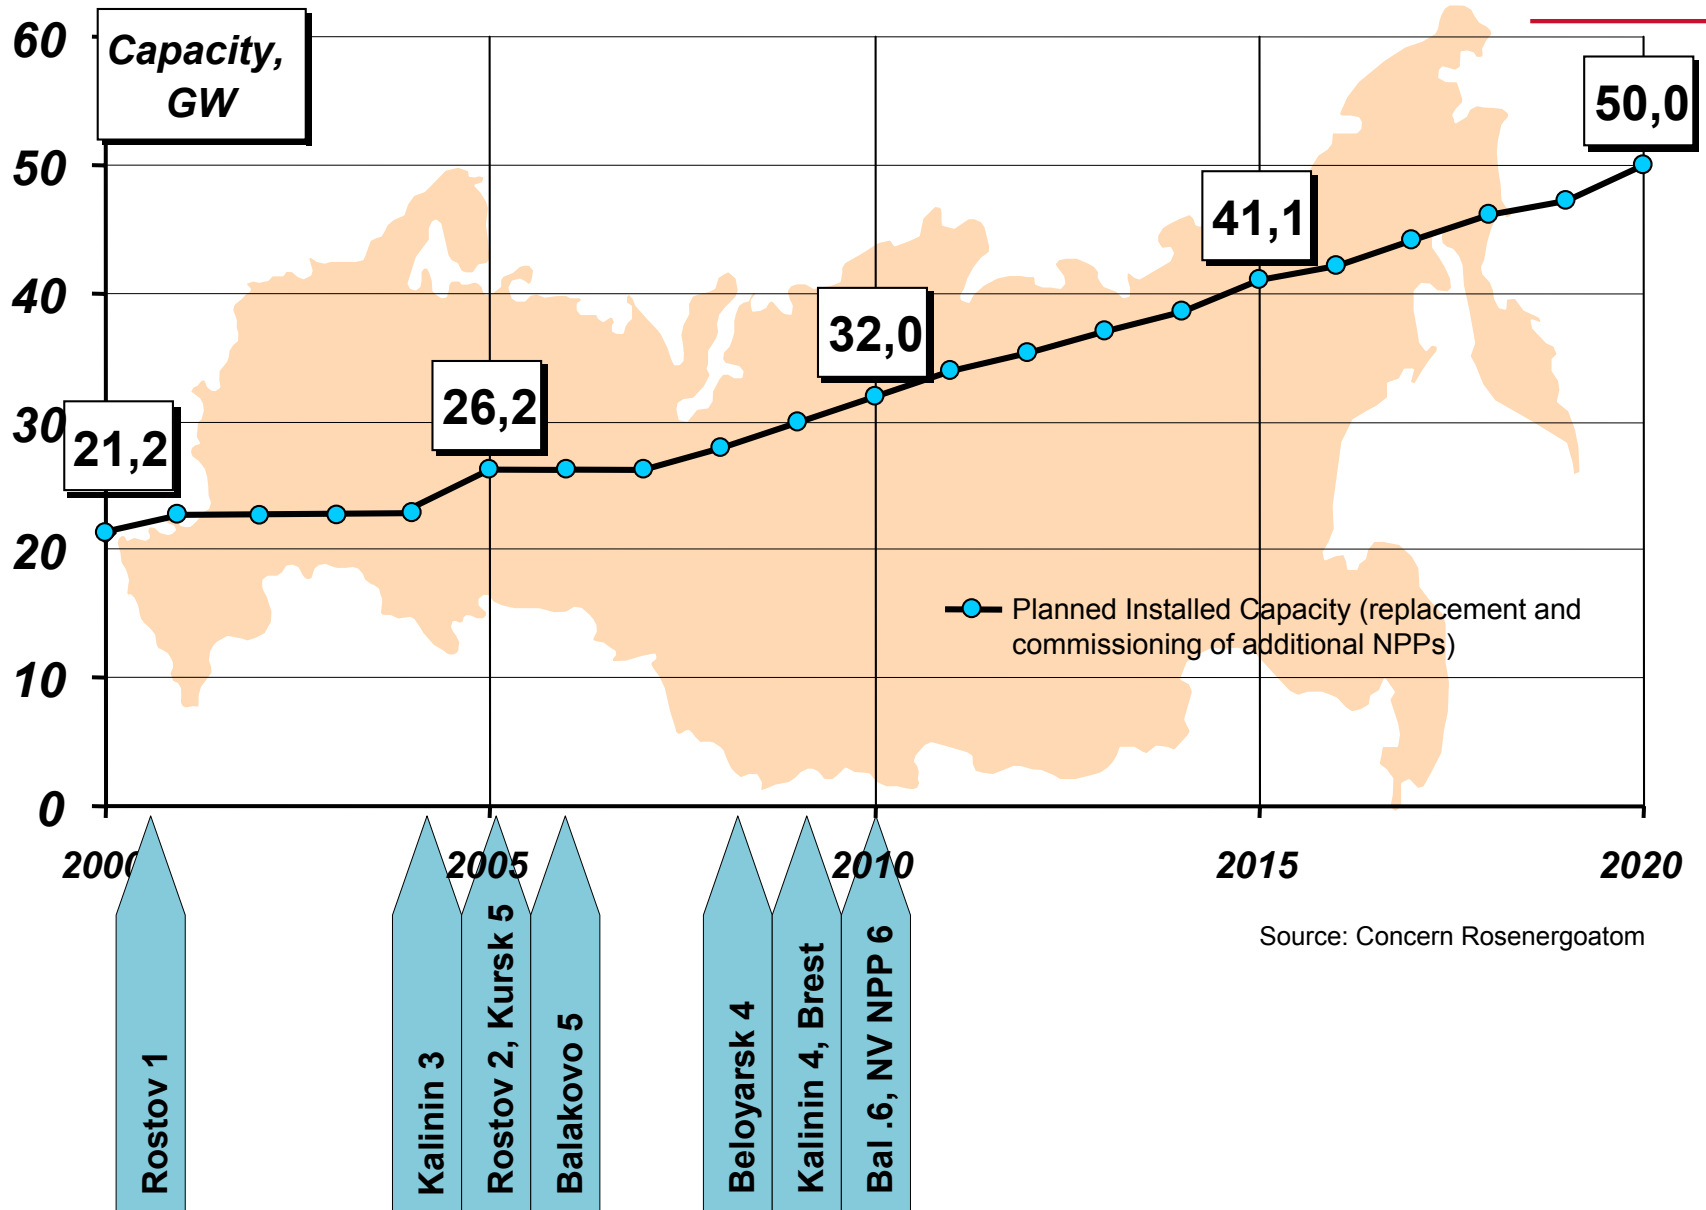 60
Capacity,
GW
50,0
50
41,1
40
32,0
26,2
30
21,2
20
Planned Installed Capacity (replacement and
commissioning of additional NPPs)
10
0
2000
2005
2010
2015
2020
Source: Concern Rosenergoatom
Rostov 1
Kalinin 3
Rostov 2, Kursk 5
Balakovo 5
Beloyarsk 4
Kalinin 4, Brest
Bal .6, NV NPP 6